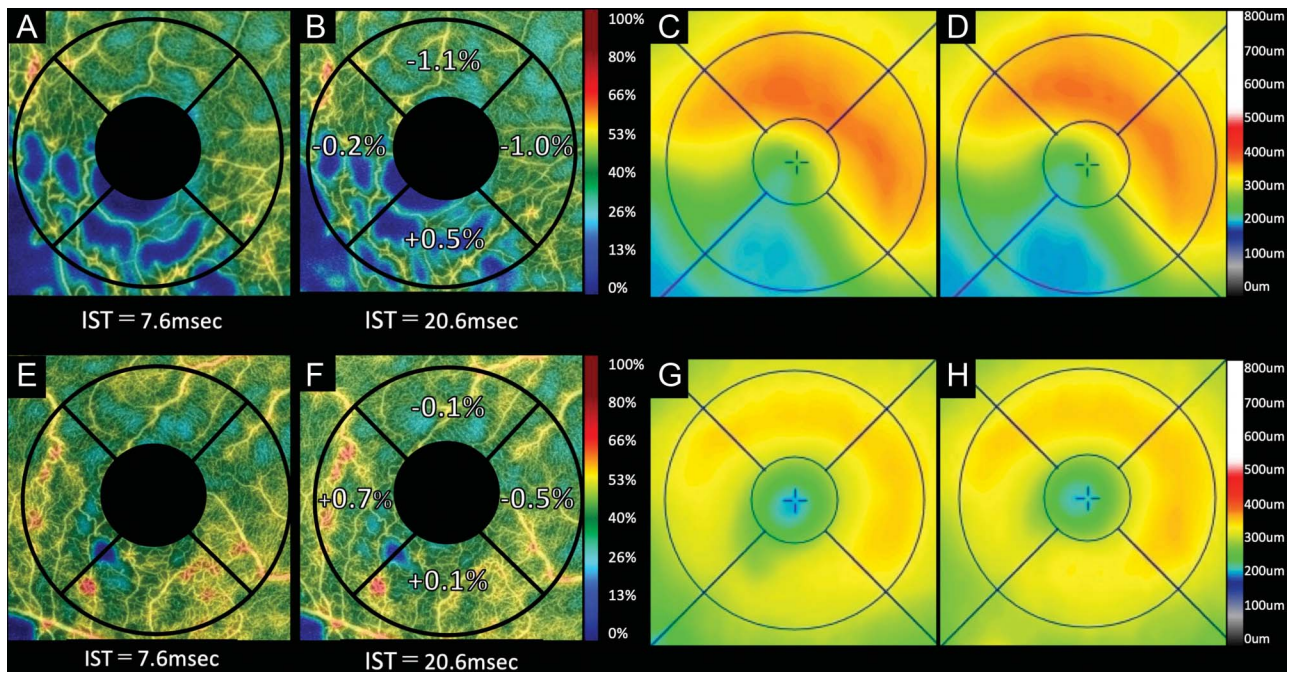 A
B
C
D
-1.1%
-0.2%
-1.0%
+0.5%
100%
80%
66%
53%
40%
26%
13%
0%
800um
700um
600um
500um
400um
300um
200um
100um
0um
IST = 7.6msec
IST = 20.6msec
E
F
G
H
-0.1%
+0.7%
-0.5%
+0.1%
100%
80%
66%
53%
40%
26%
13%
0%
800um
700um
600um
500um
400um
300um
200um
100um
0um
IST = 7.6msec
IST = 20.6msec